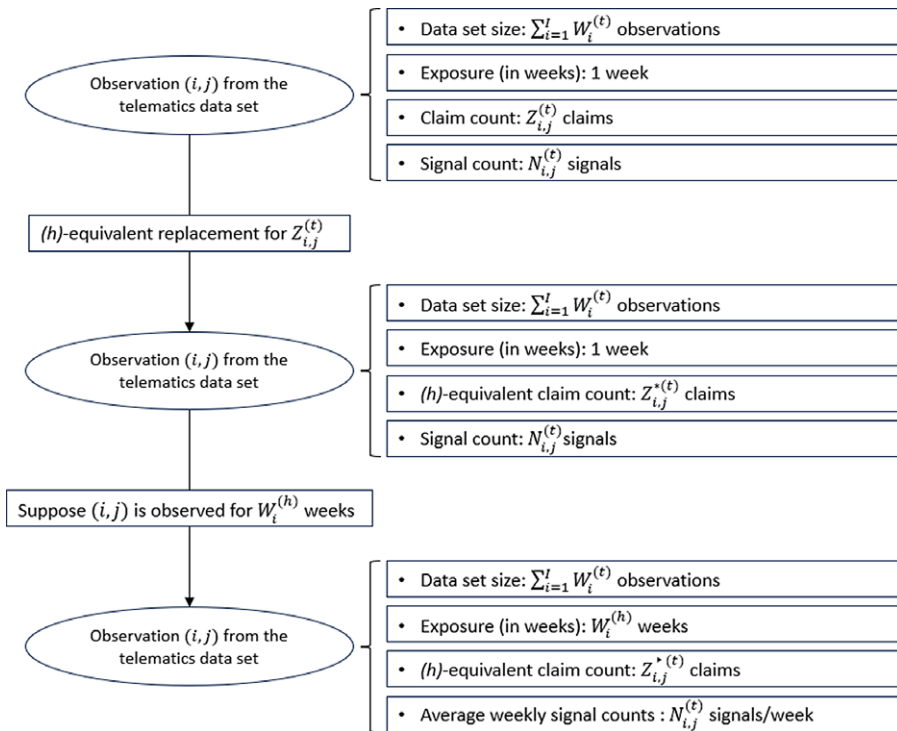 Observation (i, j) from the
telematics data set
• Data set size: ∑_{i=1}^{I} W_i^{(t)} observations
• Exposure (in weeks): 1 week
• Claim count: Z_{i,j}^{(t)} claims
• Signal count: N_{i,j}^{(t)} signals
(h)-equivalent replacement for Z_{i,j}^{(t)}
Observation (i, j) from the
telematics data set
• Data set size: ∑_{i=1}^{I} W_i^{(t)} observations
• Exposure (in weeks): 1 week
• (h)-equivalent claim count: Z_{i,j}^{*(t)} claims
• Signal count: N_{i,j}^{(t)} signals
Suppose (i, j) is observed for W_i^{(h)} weeks
Observation (i, j) from the
telematics data set
• Data set size: ∑_{i=1}^{I} W_i^{(t)} observations
• Exposure (in weeks): W_i^{(h)} weeks
• (h)-equivalent claim count: Z_{i,j}^{‣(t)} claims
• Average weekly signal counts : N_{i,j}^{(t)} signals/week